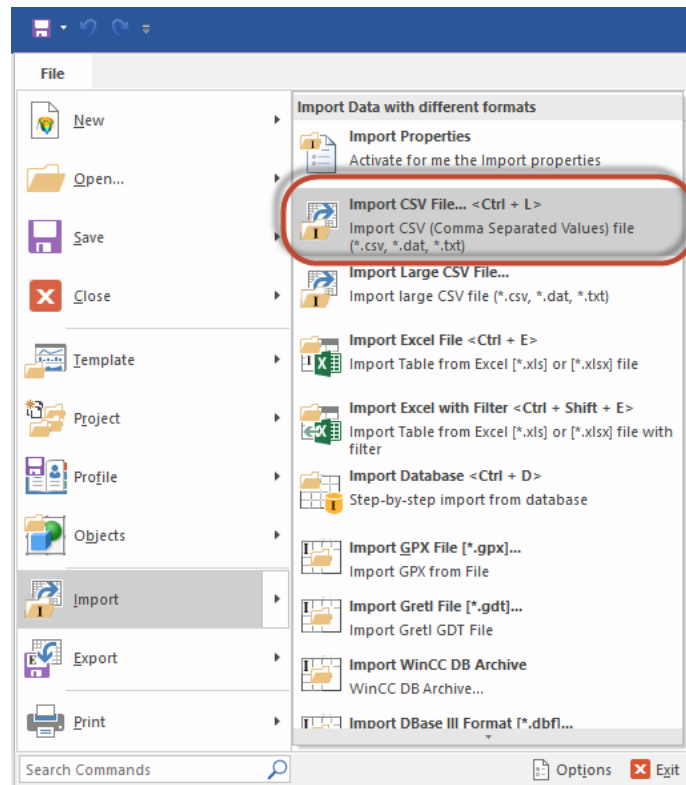 File
New
Open...
Save
Close
Template
Project
Profile
Objects
Import
Export
Print
Import Data with different formats
Import Properties
Activate for me the Import properties
Import CSV File... <Ctrl + L>
Import CSV (Comma Separated Values) file
(*.csv, *.dat, *.txt)
Import Large CSV File...
Import large CSV file (*.csv, *.dat, *.txt)
Import Excel File <Ctrl + E>
Import Table from Excel [*.xls] or [*.xlsx] file
Import Excel with Filter <Ctrl + Shift + E>
Import Table from Excel [*.xls] or [*.xlsx] file with
filter
Import Database <Ctrl + D>
Step-by-step import from database
Import GPX File [*.gpx]...
Import GPX from File
Import Gretl File [*.gdt]...
Import Gretl GDT File
Import WinCC DB Archive
WinCC DB Archive...
Import DBase III Format [*.dbf]...
Search Commands
Options
Exit